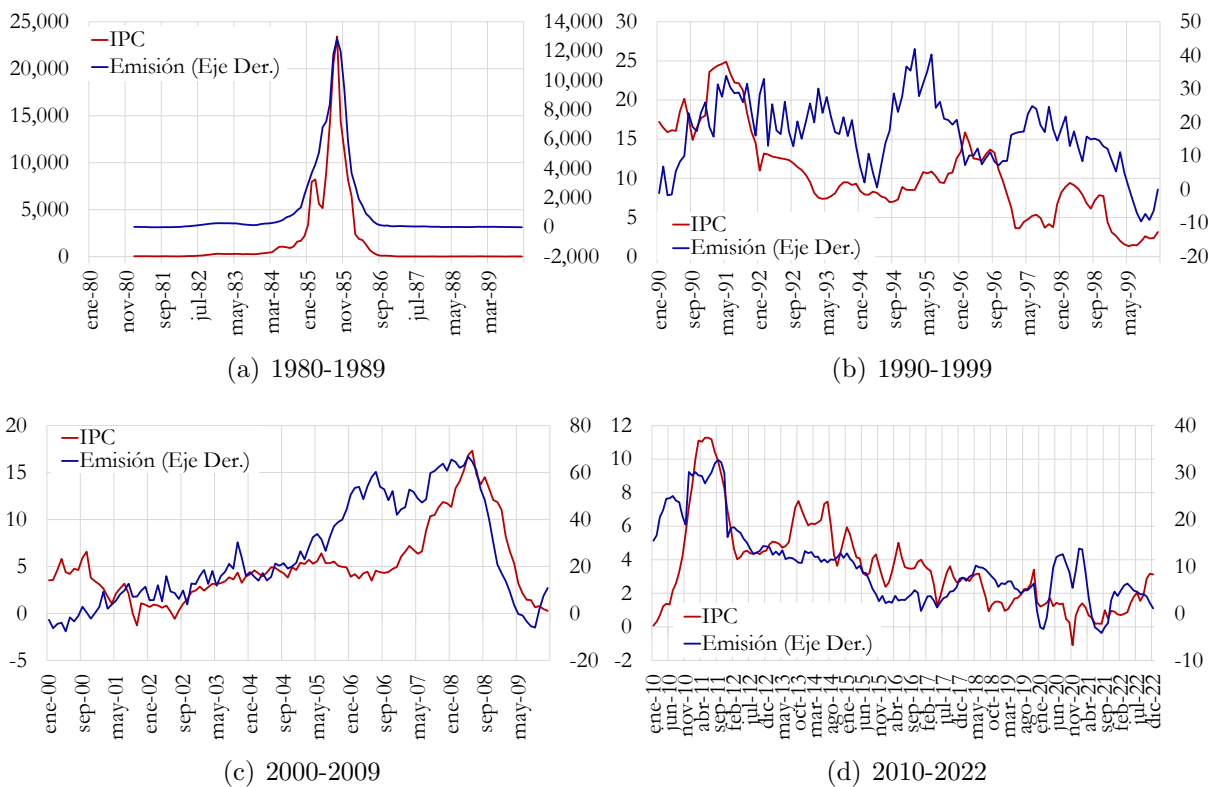 25,000
20,000
15,000
10,000
5,000
0
14,000
12,000
10,000
8,000
6,000
4,000
2,000
0
-2,000
IPC
Emisión (Eje Der.)
ene-80
nov-80
sep-81
jul-82
may-83
mar-84
ene-85
nov-85
sep-86
jul-87
may-88
mar-89
(a) 1980-1989
30
25
20
15
10
5
0
50
40
30
20
10
0
-10
-20
IPC
Emisión (Eje Der.)
ene-90
sep-90
may-91
ene-92
sep-92
may-93
ene-94
sep-94
may-95
ene-96
sep-96
may-97
ene-98
sep-98
may-99
(b) 1990-1999
20
15
10
5
0
-5
80
60
40
20
0
-20
IPC
Emisión (Eje Der.)
ene-00
sep-00
may-01
ene-02
sep-02
may-03
ene-04
sep-04
may-05
ene-06
sep-06
may-07
ene-08
sep-08
may-09
(c) 2000-2009
12
10
8
6
4
2
0
-2
40
30
20
10
0
-10
IPC
Emisión (Eje Der.)
ene-10
jun-10
nov-10
abr-11
sep-11
feb-12
jul-12
dic-12
may-13
oct-13
mar-14
ago-14
ene-15
jun-15
nov-15
abr-16
sep-16
feb-17
jul-17
dic-17
may-18
oct-18
mar-19
ago-19
ene-20
jun-20
nov-20
abr-21
sep-21
feb-22
jul-22
dic-22
(d) 2010-2022